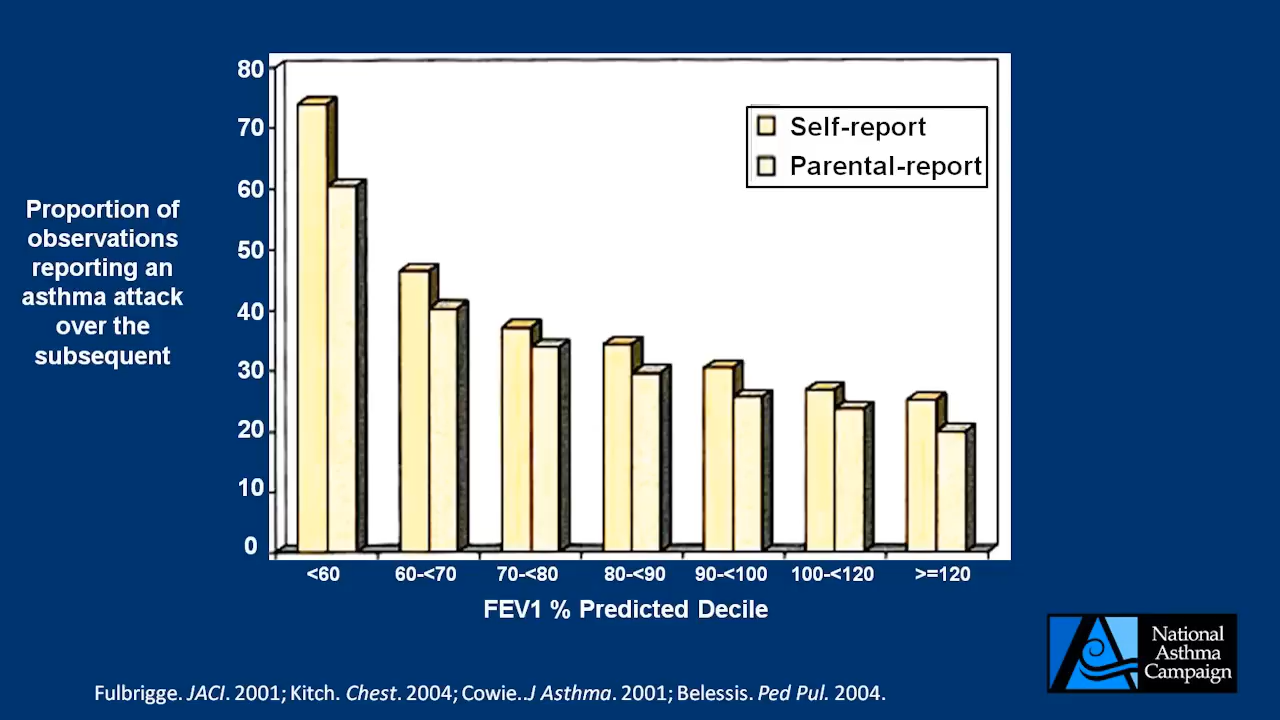 80
70
60
50
40
30
20
10
0
Self-report
Parental-report
Proportion of
observations
reporting an
asthma attack
over the
subsequent
<60
60-<70
70-<80
80-<90
90-<100
100-<120
>=120
FEV1 % Predicted Decile
National
Asthma
Campaign
Fulbrigge. JACI. 2001; Kitch. Chest. 2004; Cowie..J Asthma. 2001; Belessis. Ped Pul. 2004.